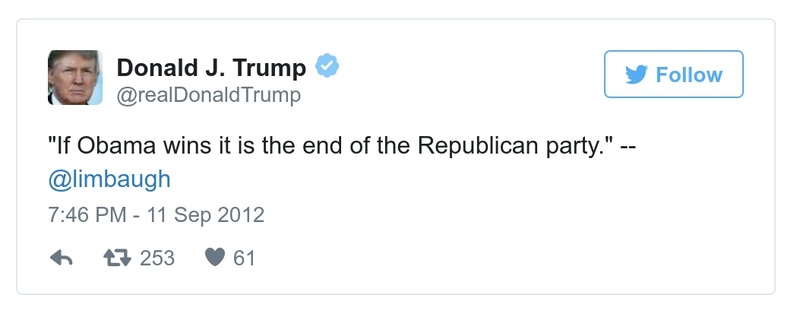 Donald J. Trump
@realDonaldTrump
Follow
"If Obama wins it is the end of the Republican party." --
@limbaugh
7:46 PM - 11 Sep 2012
253 61